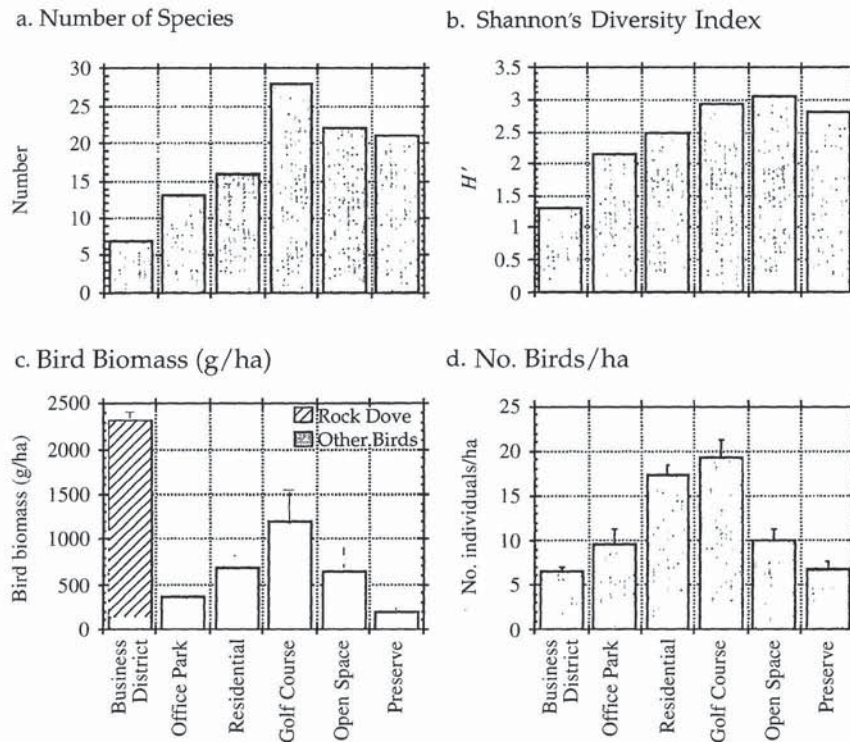 a. Number of Species
Number
30
25
20
15
10
5
0
b. Shannon's Diversity Index
H'
3.5
3
2.5
2
1.5
1
0.5
0
c. Bird Biomass (g/ha)
Bird biomass (g/ha)
2500
2000
1500
1000
500
0
Rock Dove
Other Birds
Business
District
Office Park
Residential
Golf Course
Open Space
Preserve
d. No. Birds/ha
No. individuals/ha
25
20
15
10
5
0
Business
District
Office Park
Residential
Golf Course
Open Space
Preserve